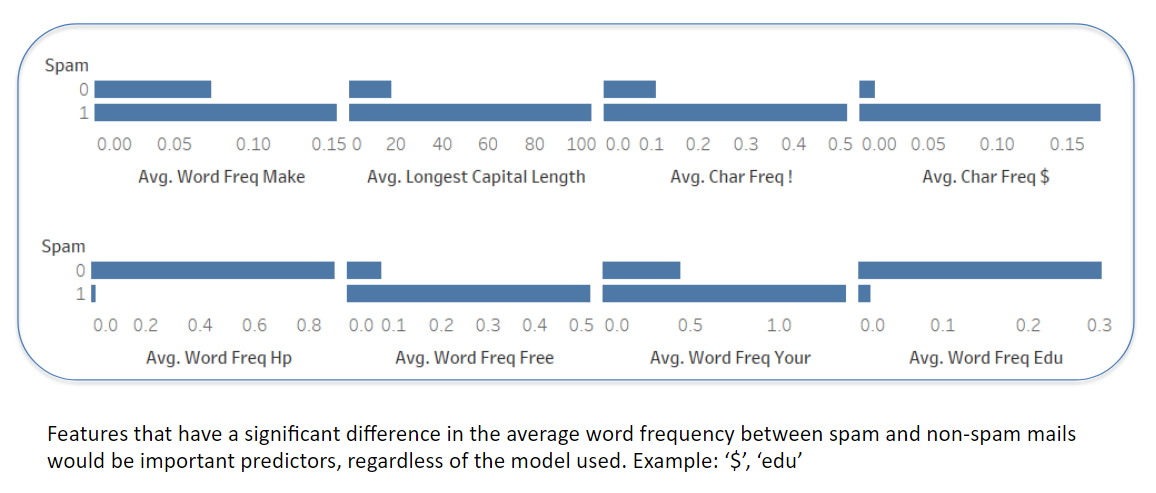 Spam
0
1
0.00 0.05 0.10 0.15 0 20 40 60 80 100 0.0 0.1 0.2 0.3 0.4 0.5 0.00 0.05 0.10 0.15
Avg. Word Freq Make Avg. Longest Capital Length Avg. Char Freq ! Avg. Char Freq $
Spam
0
1
0.0 0.2 0.4 0.6 0.8 0.0 0.1 0.2 0.3 0.4 0.5 0.0 0.5 1.0 0.0 0.1 0.2 0.3
Avg. Word Freq Hp Avg. Word Freq Free Avg. Word Freq Your Avg. Word Freq Edu
Features that have a significant difference in the average word frequency between spam and non-spam mails
would be important predictors, regardless of the model used. Example: ‘$’, ‘edu’